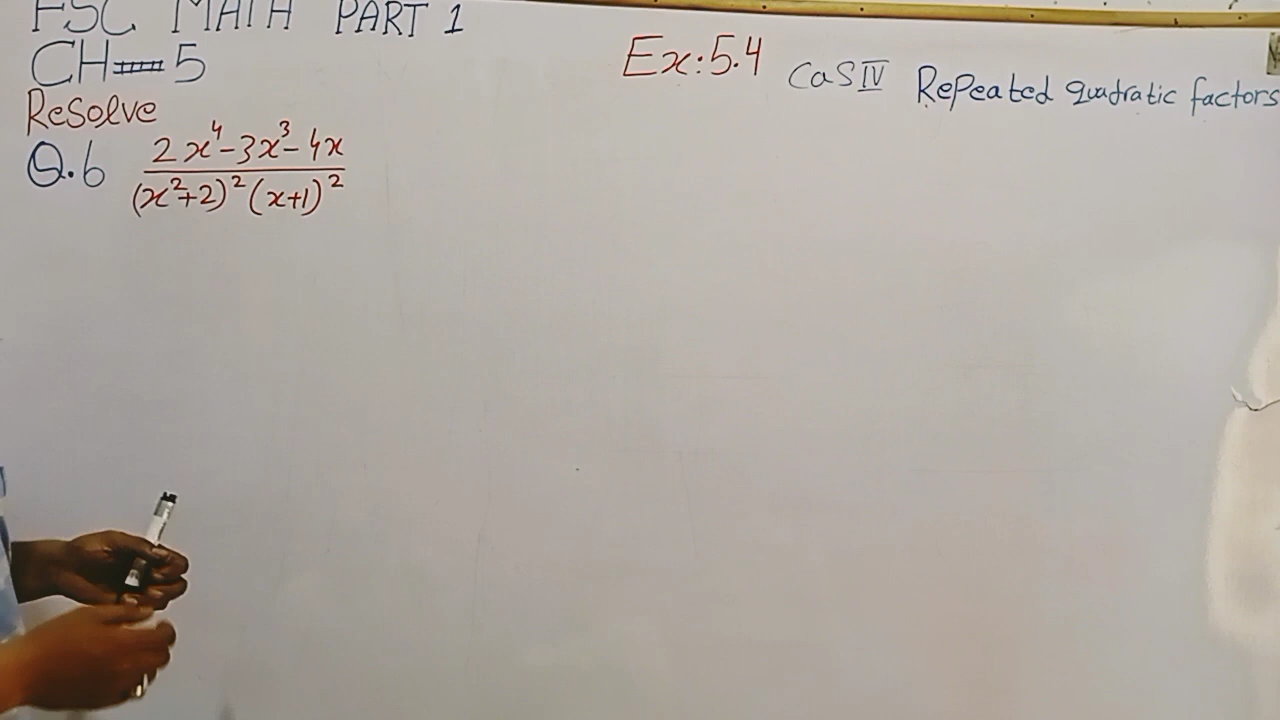 FSC MATH PART 1
CH 5
Ex:5.4 CaS IV Repeated quadratic factors
Resolve
Q.6 2x⁴-3x³-4x
(x²+2)²(x+1)²